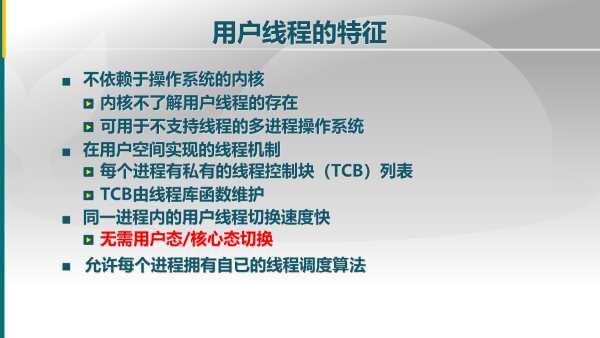 用户线程的特征
不依赖于操作系统的内核
内核不了解用户线程的存在
可用于不支持线程的多进程操作系统
在用户空间实现的线程机制
每个进程有私有的线程控制块（TCB）列表
TCB由线程库函数维护
同一进程内的用户线程切换速度快
无需用户态/核心态切换
允许每个进程拥有自已的线程调度算法